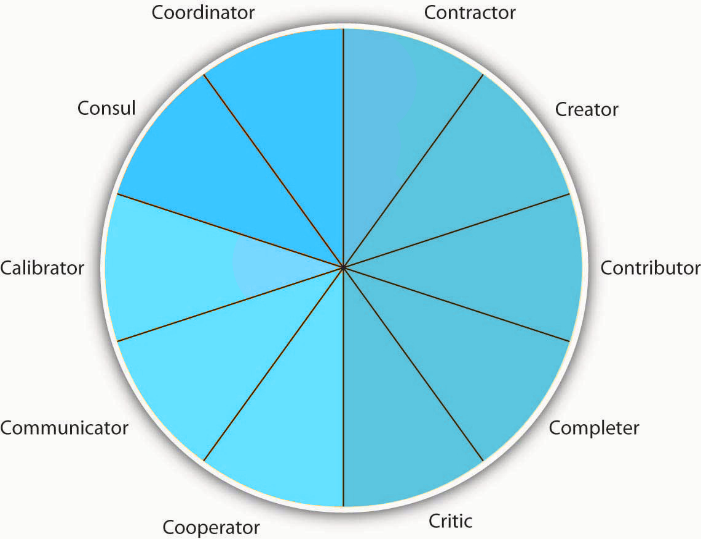 Coordinator
Contractor
Consul
Creator
Calibrator
Contributor
Communicator
Completer
Cooperator
Critic